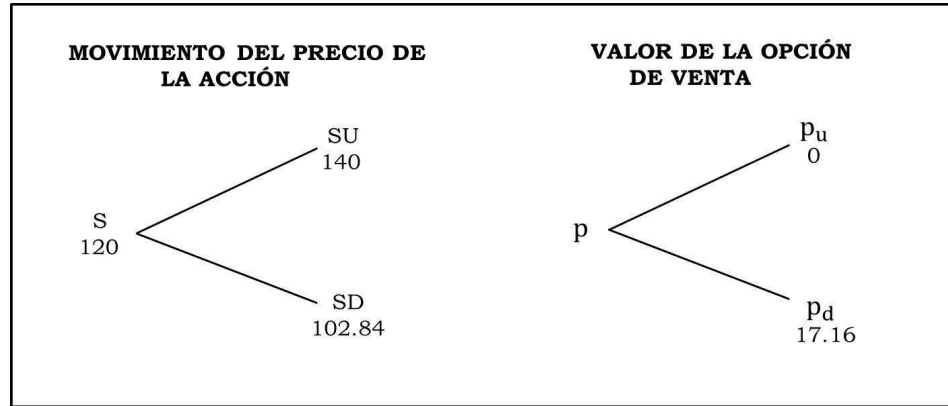 MOVIMIENTO DEL PRECIO DE
LA ACCIÓN
SU
140
S
120
SD
102.84
VALOR DE LA OPCIÓN
DE VENTA
pu
0
p
pd
17.16